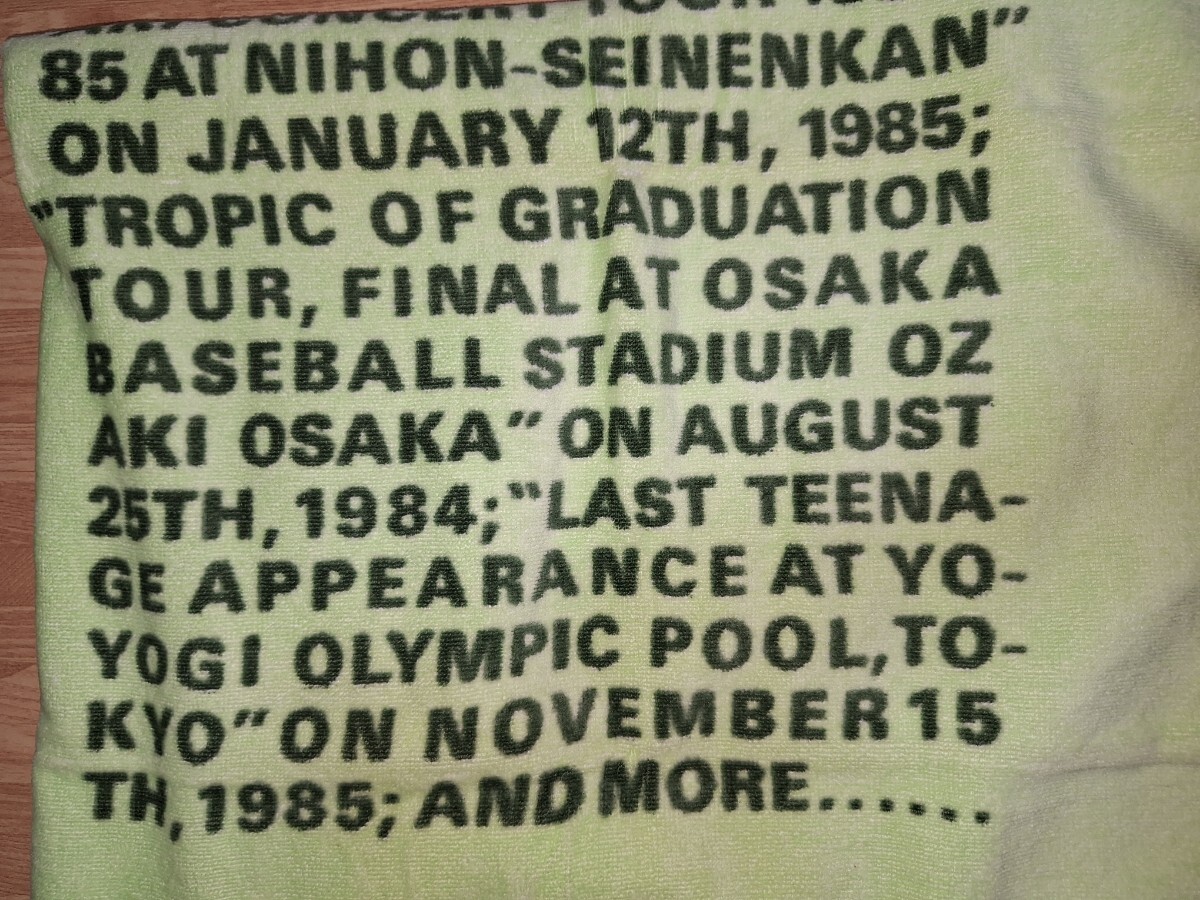 CONCERT TOUR
85 AT NIHON-SEINENKAN”
ON JANUARY 12TH, 1985;
“TROPIC OF GRADUATION
TOUR, FINAL AT OSAKA
BASEBALL STADIUM OZ
AKI OSAKA” ON AUGUST
25TH, 1984; “LAST TEENA-
GE APPEARANCE AT YO-
YOGI OLYMPIC POOL, TO-
KYO” ON NOVEMBER 15
TH, 1985; AND MORE......